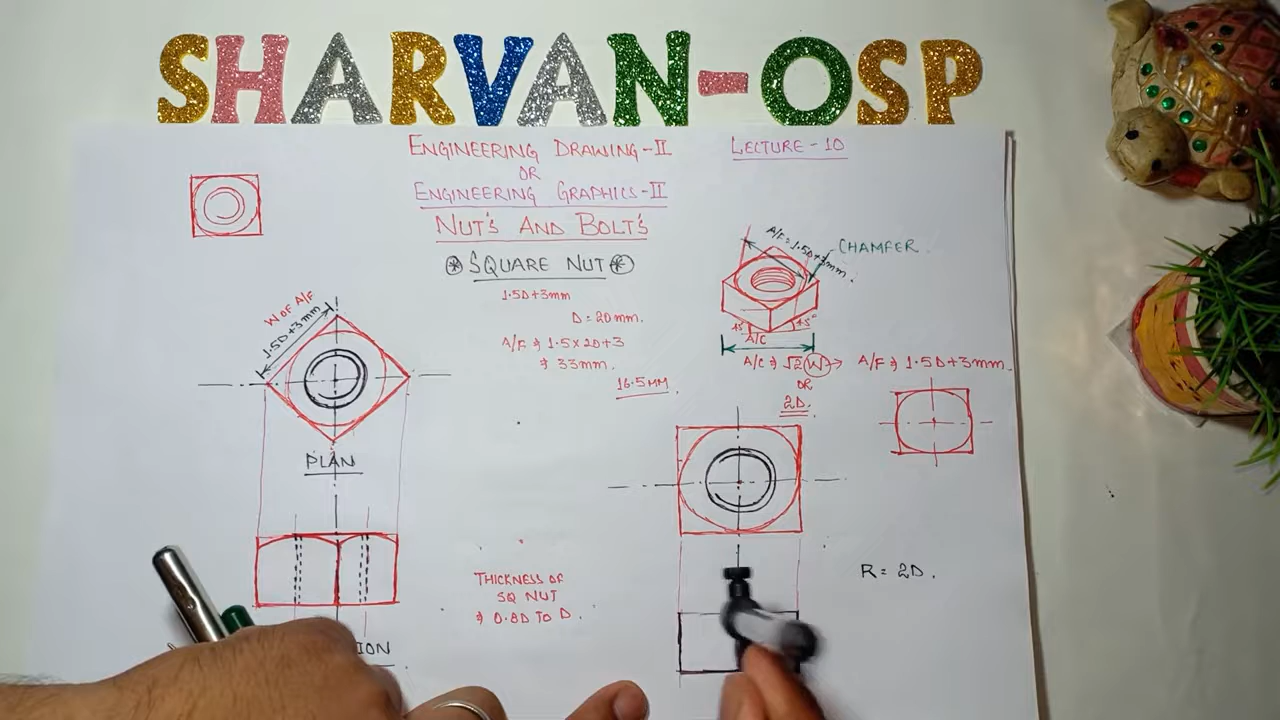 SHARVAN-OSP
ENGINEERING DRAWING-II
OR
ENGINEERING GRAPHICS-II
LECTURE-10
NUT'S AND BOLT'S
SQUARE NUT
1.5D+3mm
D=20mm.
A/F ⇒ 1.5×20+3
⇒ 33mm.
16.5MM.
W OF A/F
1.5D+3mm
PLAN
A/F=1.5D+3mm.
CHAMFER.
45°
45°
A/C
A/C ⇒ √2 W → A/F ⇒ 1.5D+3mm.
OR
2D.
THICKNESS OF
SQ NUT
⇒ 0.8D TO D.
R=2D.
ION